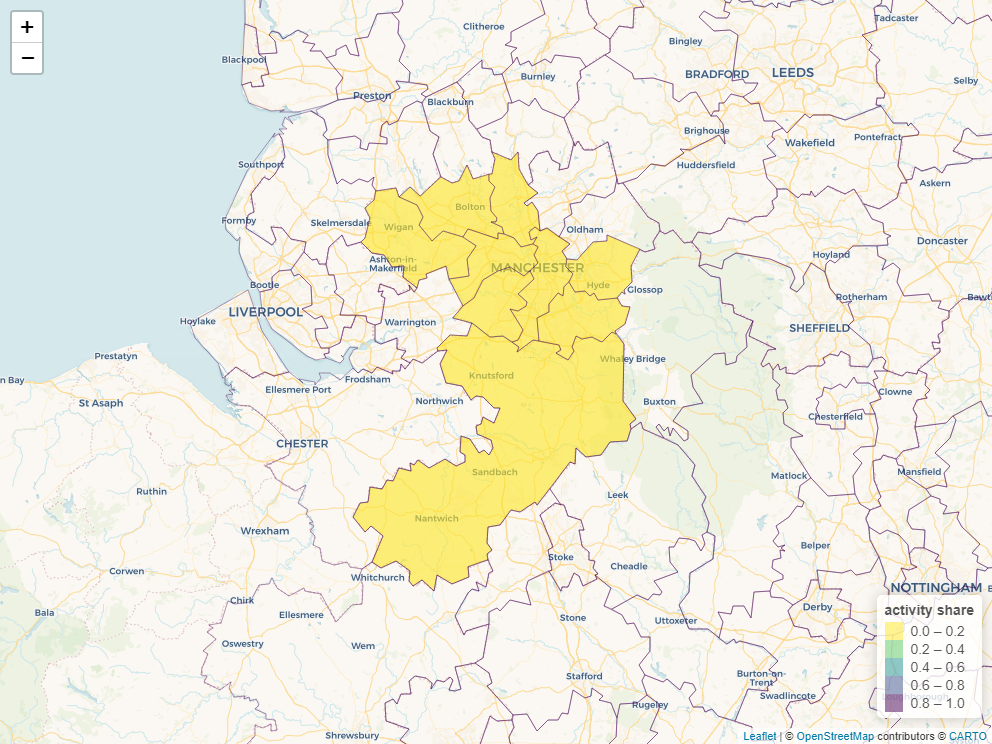 +
−
Clitheroe
Tadcaster
Bingley
Blackpool
BRADFORD
LEEDS
Burnley
Selby
Preston
Blackburn
Brighouse
Wakefield
Pontefract
Southport
Huddersfield
Askern
Bolton
Formby
Skelmersdale
Wigan
Oldham
Doncaster
Hoyland
Ashton-in-
Makerfield
MANCHESTER
Bootle
Hyde
Glossop
Rotherham
LIVERPOOL
Hoylake
Warrington
SHEFFIELD
Prestatyn
Whaley Bridge
n Bay
Knutsford
Frodsham
Ellesmere Port
Clowne
St Asaph
Northwich
Buxton
Chesterfield
CHESTER
Sandbach
Mansfield
Matlock
Ruthin
Leek
Nantwich
Wrexham
Belper
Stoke
Corwen
Cheadle
Whitchurch
NOTTINGHAM
Chirk
Derby
Bala
Ellesmere
Stone
Uttoxeter
Oswestry
Wem
Stafford
Burton-on-
Trent
Swadlincote
Rugeley
Shrewsbury
activity share
0.0 – 0.2
0.2 – 0.4
0.4 – 0.6
0.6 – 0.8
0.8 – 1.0
Leaflet | © OpenStreetMap contributors © CARTO